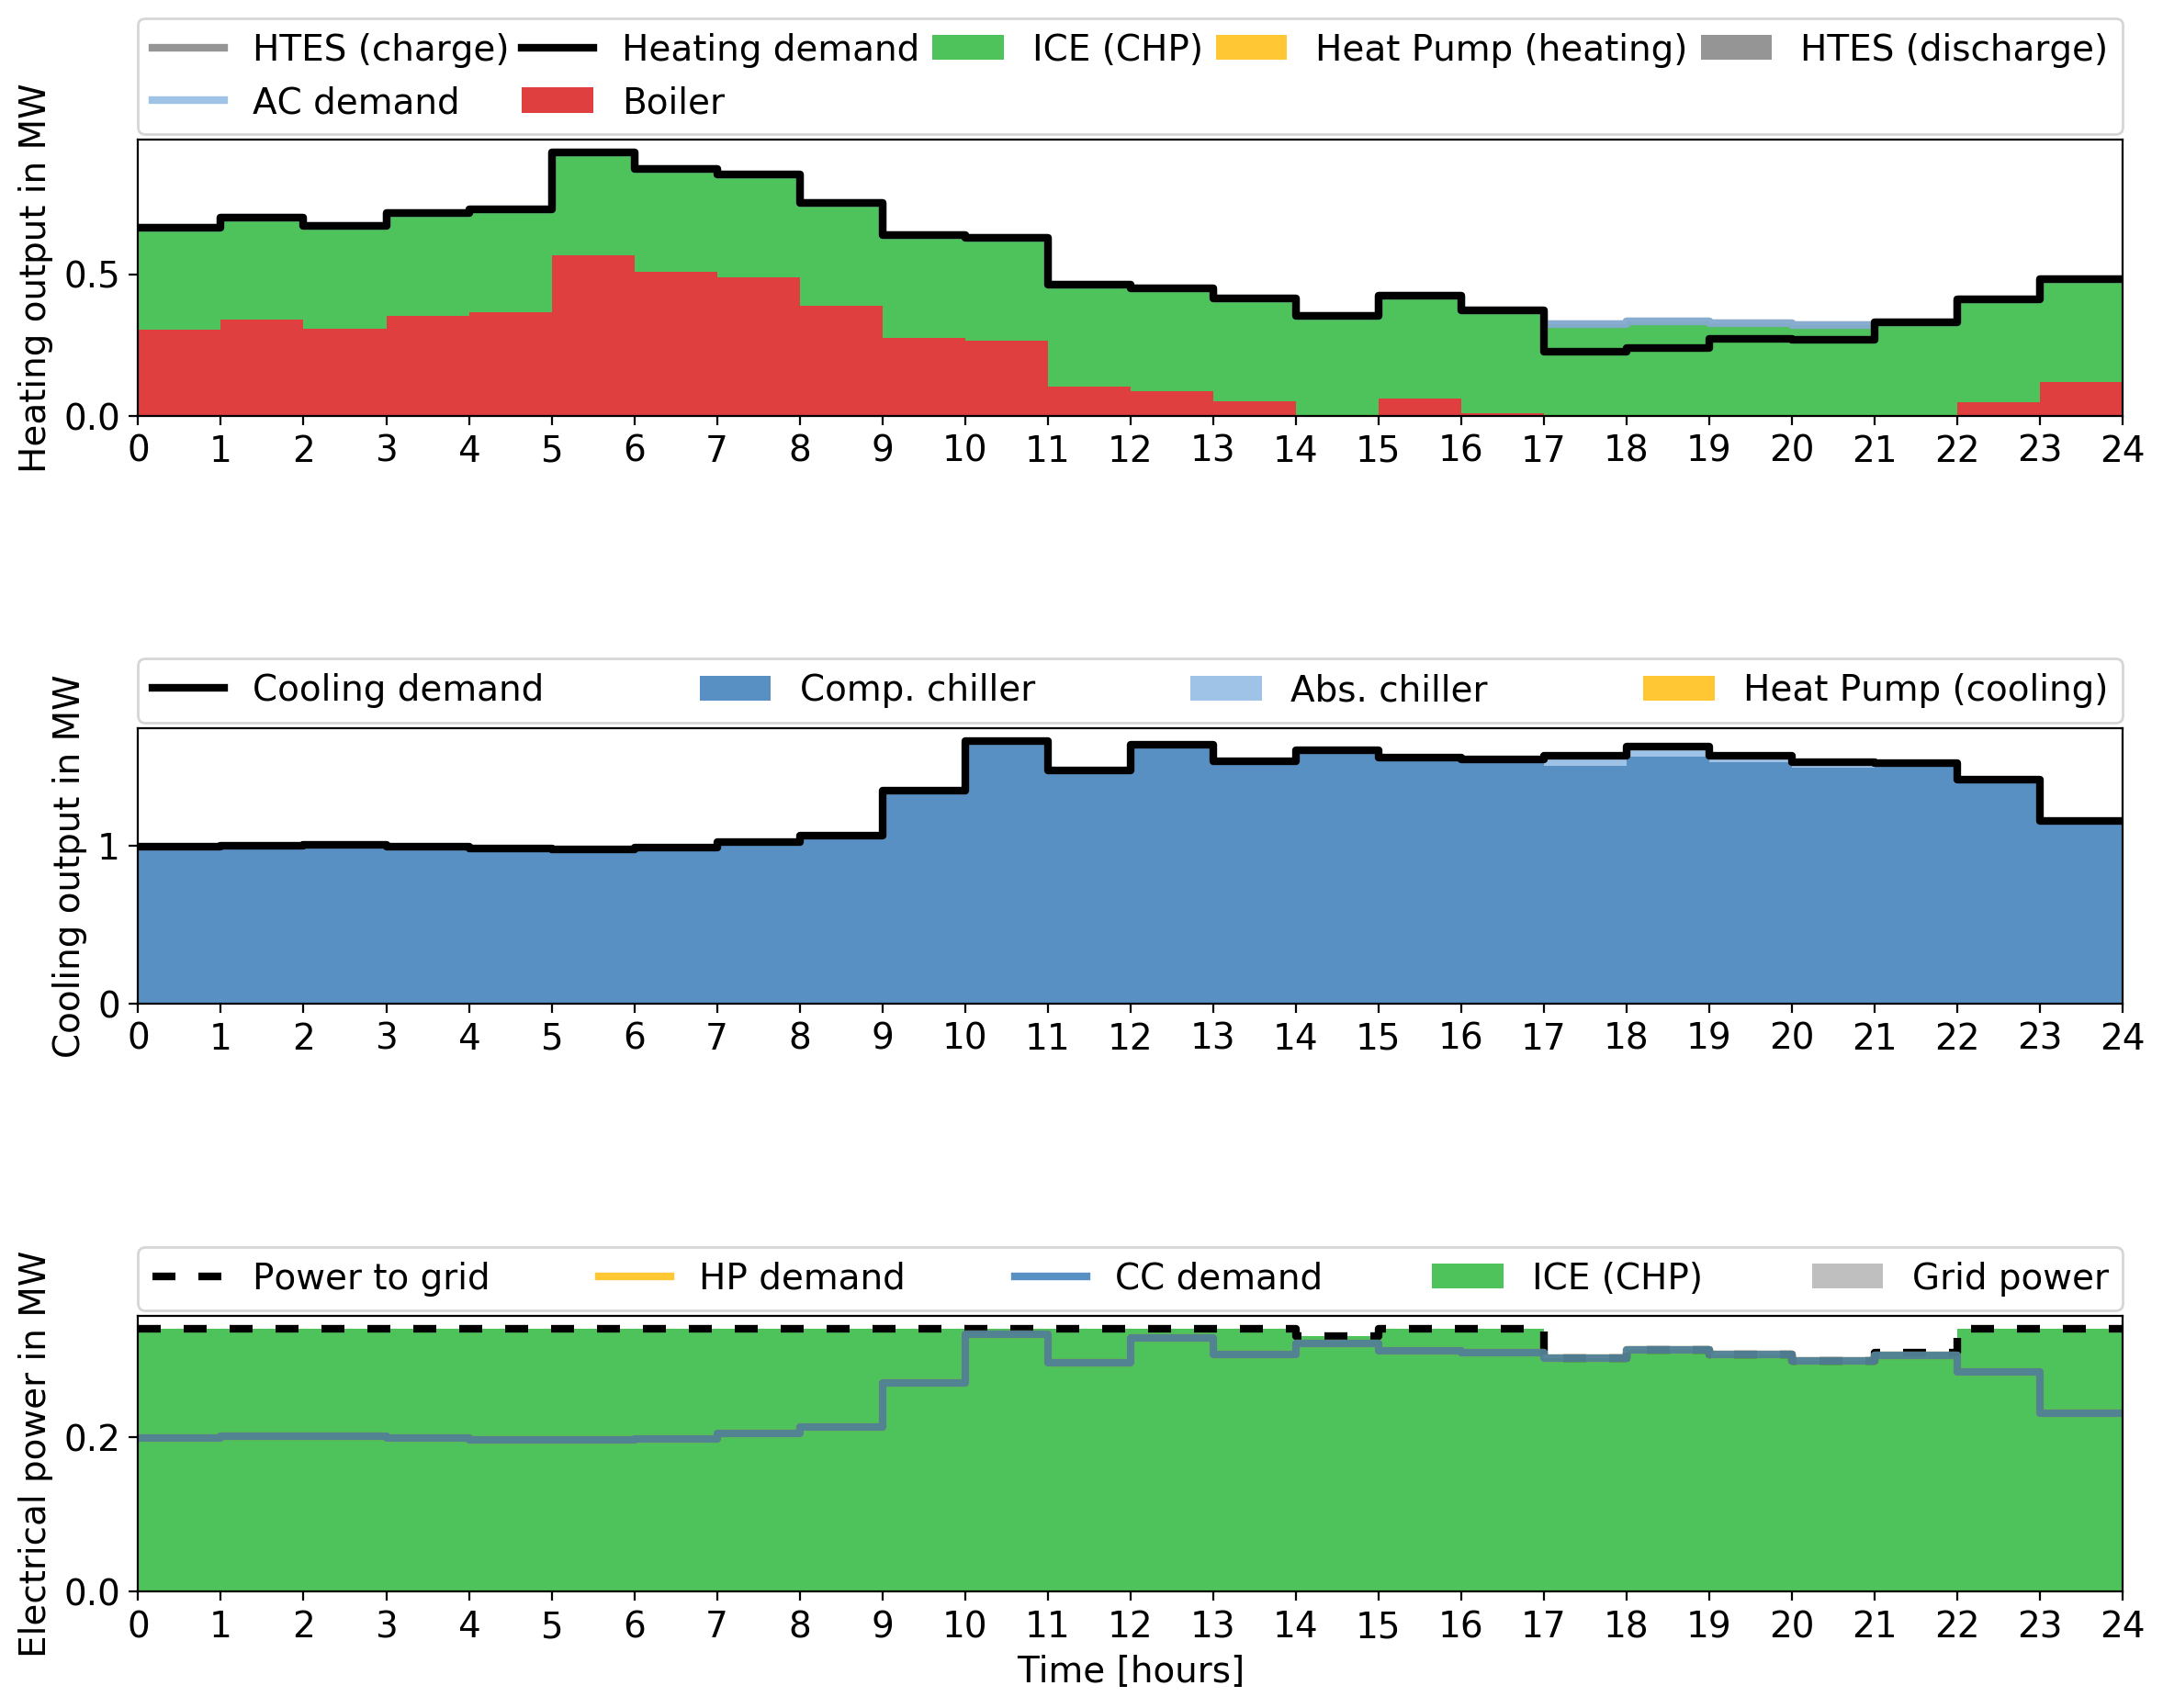 HTES (charge) Heating demand ICE (CHP) Heat Pump (heating) HTES (discharge)
AC demand Boiler
Heating output in MW
0.5
0.0
0 1 2 3 4 5 6 7 8 9 10 11 12 13 14 15 16 17 18 19 20 21 22 23 24
Cooling demand Comp. chiller Abs. chiller Heat Pump (cooling)
Cooling output in MW
1
0
0 1 2 3 4 5 6 7 8 9 10 11 12 13 14 15 16 17 18 19 20 21 22 23 24
Power to grid HP demand CC demand ICE (CHP) Grid power
Electrical power in MW
0.2
0.0
0 1 2 3 4 5 6 7 8 9 10 11 12 13 14 15 16 17 18 19 20 21 22 23 24
Time [hours]